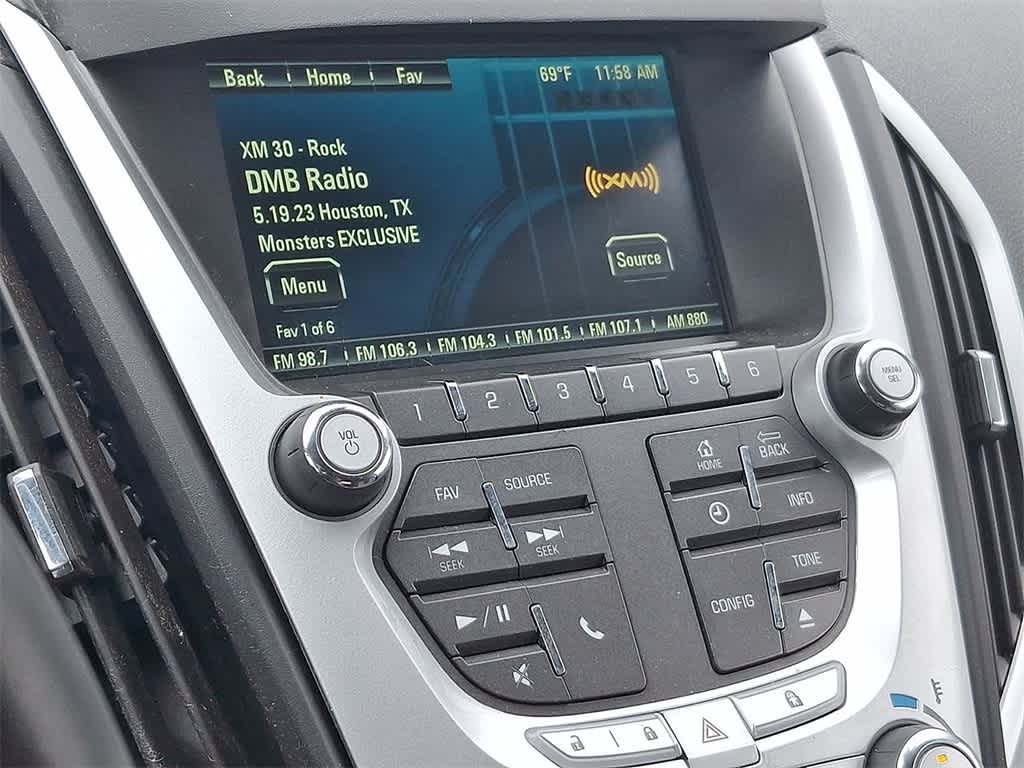 Back Home Fav 69°F 11:58 AM
XM 30 - Rock
DMB Radio
((XM))
5.19.23 Houston, TX
Monsters EXCLUSIVE
Menu Source
Fav 1 of 6
FM 98.7 FM 106.3 FM 104.3 FM 101.5 FM 107.1 AM 880
1 2 3 4 5 6
VOL
MENU
SEL
FAV SOURCE
HOME BACK
INFO
SEEK SEEK
TONE
CONFIG